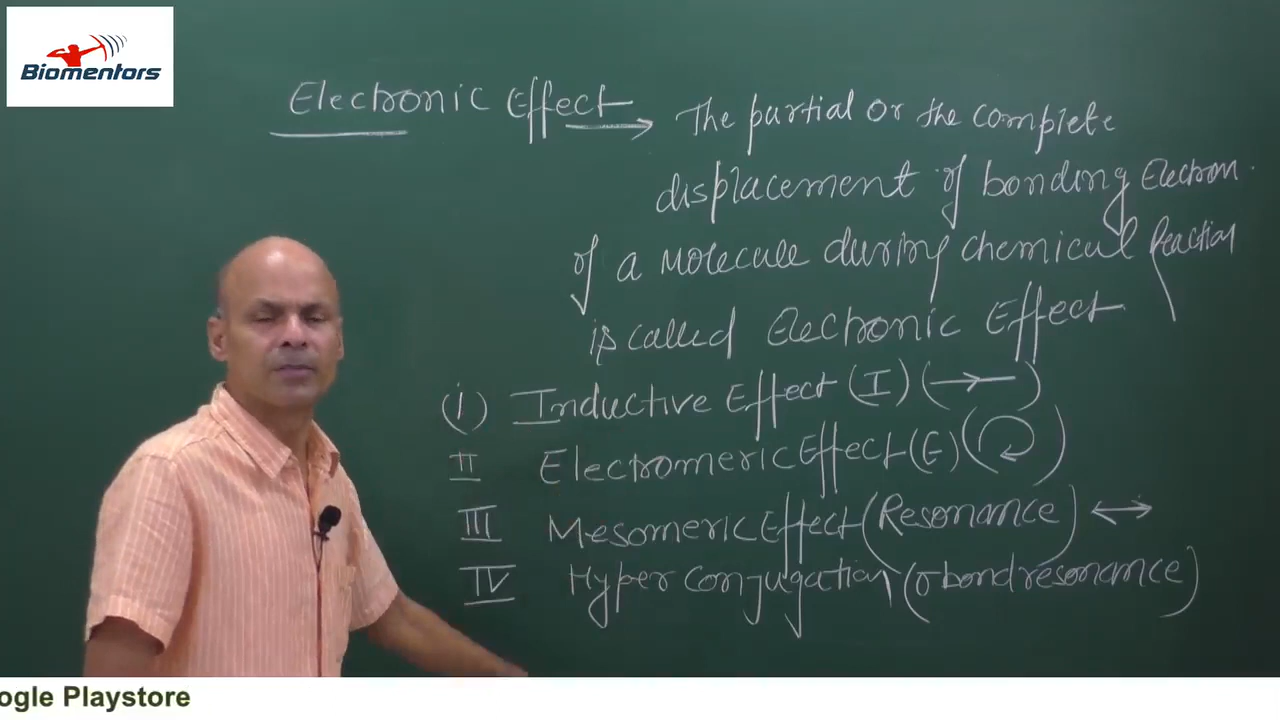 Biomentors
Electronic Effect → The partial or the complete
displacement of bonding Electron.
of a molecule during chemical Reaction
is called Electronic Effect.
(i) Inductive Effect (I) (→)
II Electromeric Effect (E) (↻)
III Mesomeric Effect (Resonance) ↔
IV Hyper conjugation (σ bond resonance)
ogle Playstore